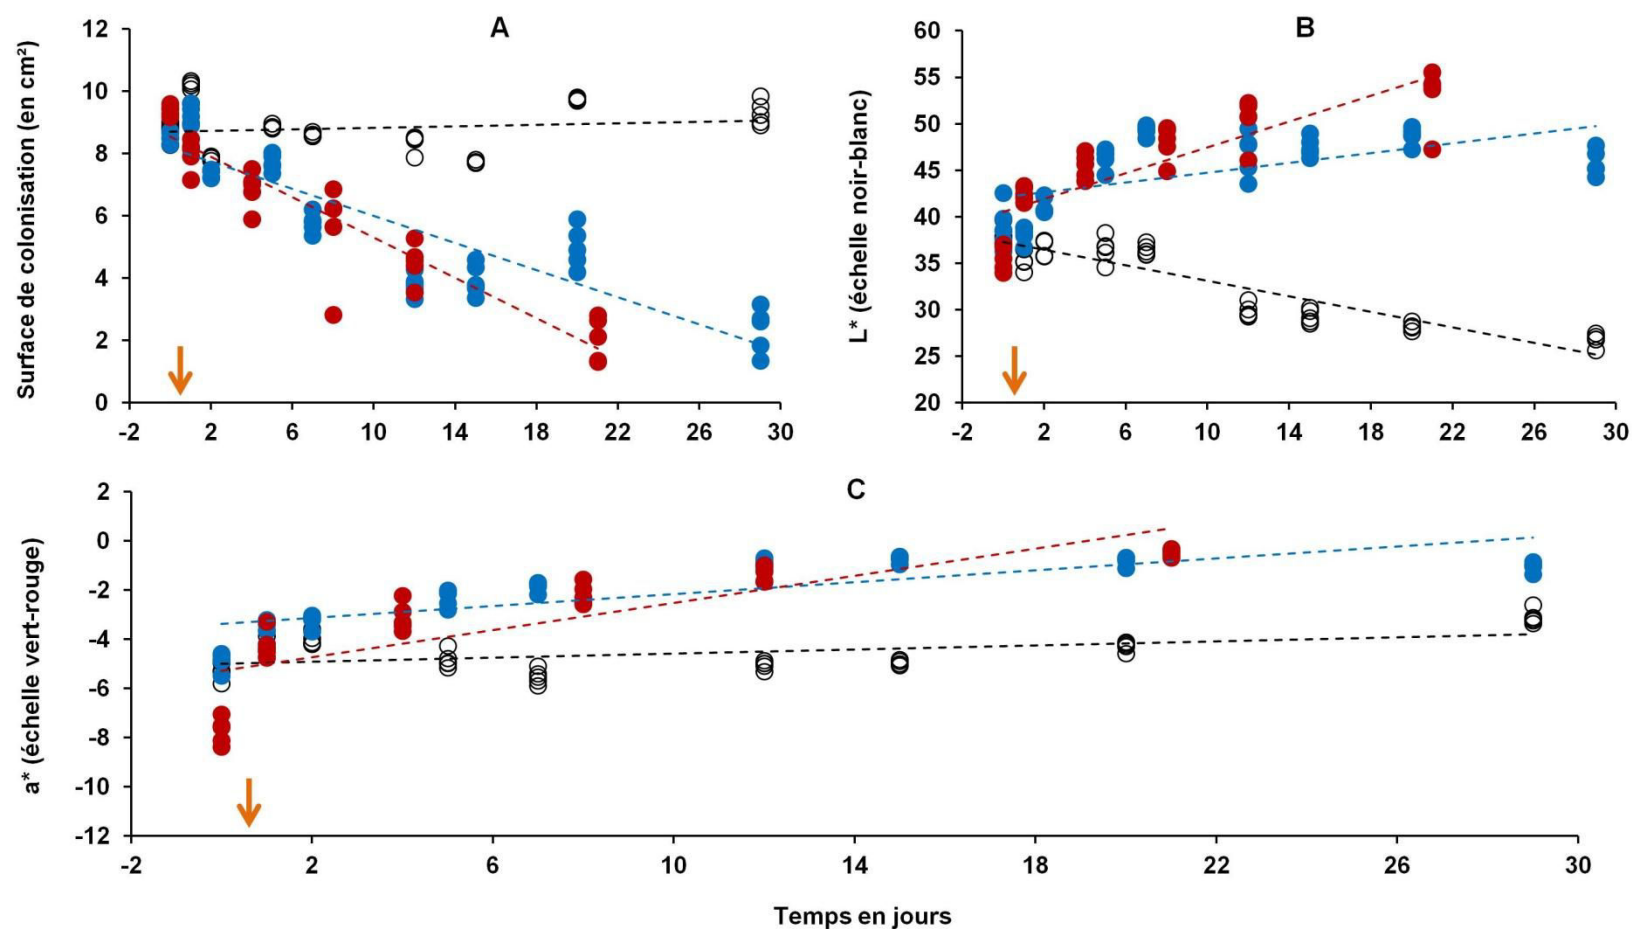 A
Surface de colonisation (en cm²)
12
10
8
6
4
2
0
-2 2 6 10 14 18 22 26 30
B
L* (échelle noir-blanc)
60
55
50
45
40
35
30
25
20
-2 2 6 10 14 18 22 26 30
C
a* (échelle vert-rouge)
2
0
-2
-4
-6
-8
-10
-12
-2 2 6 10 14 18 22 26 30
Temps en jours